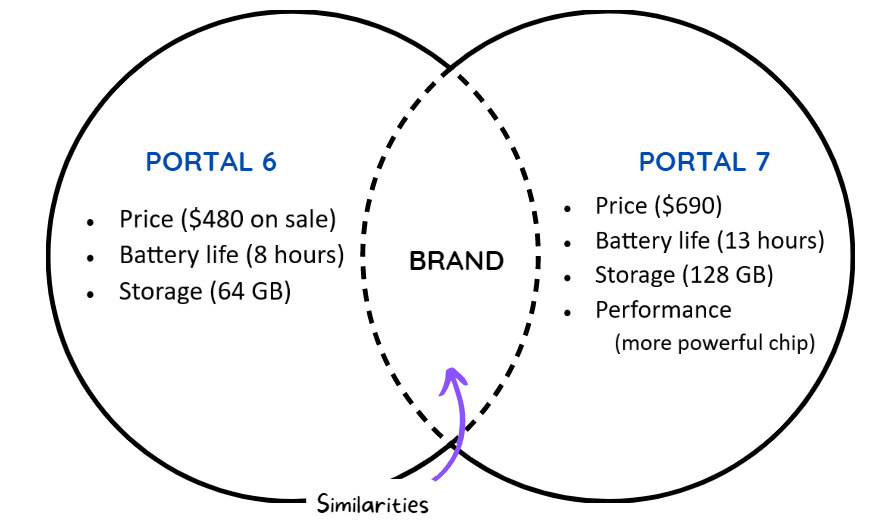 PORTAL 6
• Price ($480 on sale)
• Battery life (8 hours)
• Storage (64 GB)
BRAND
PORTAL 7
• Price ($690)
• Battery life (13 hours)
• Storage (128 GB)
• Performance
(more powerful chip)
Similarities